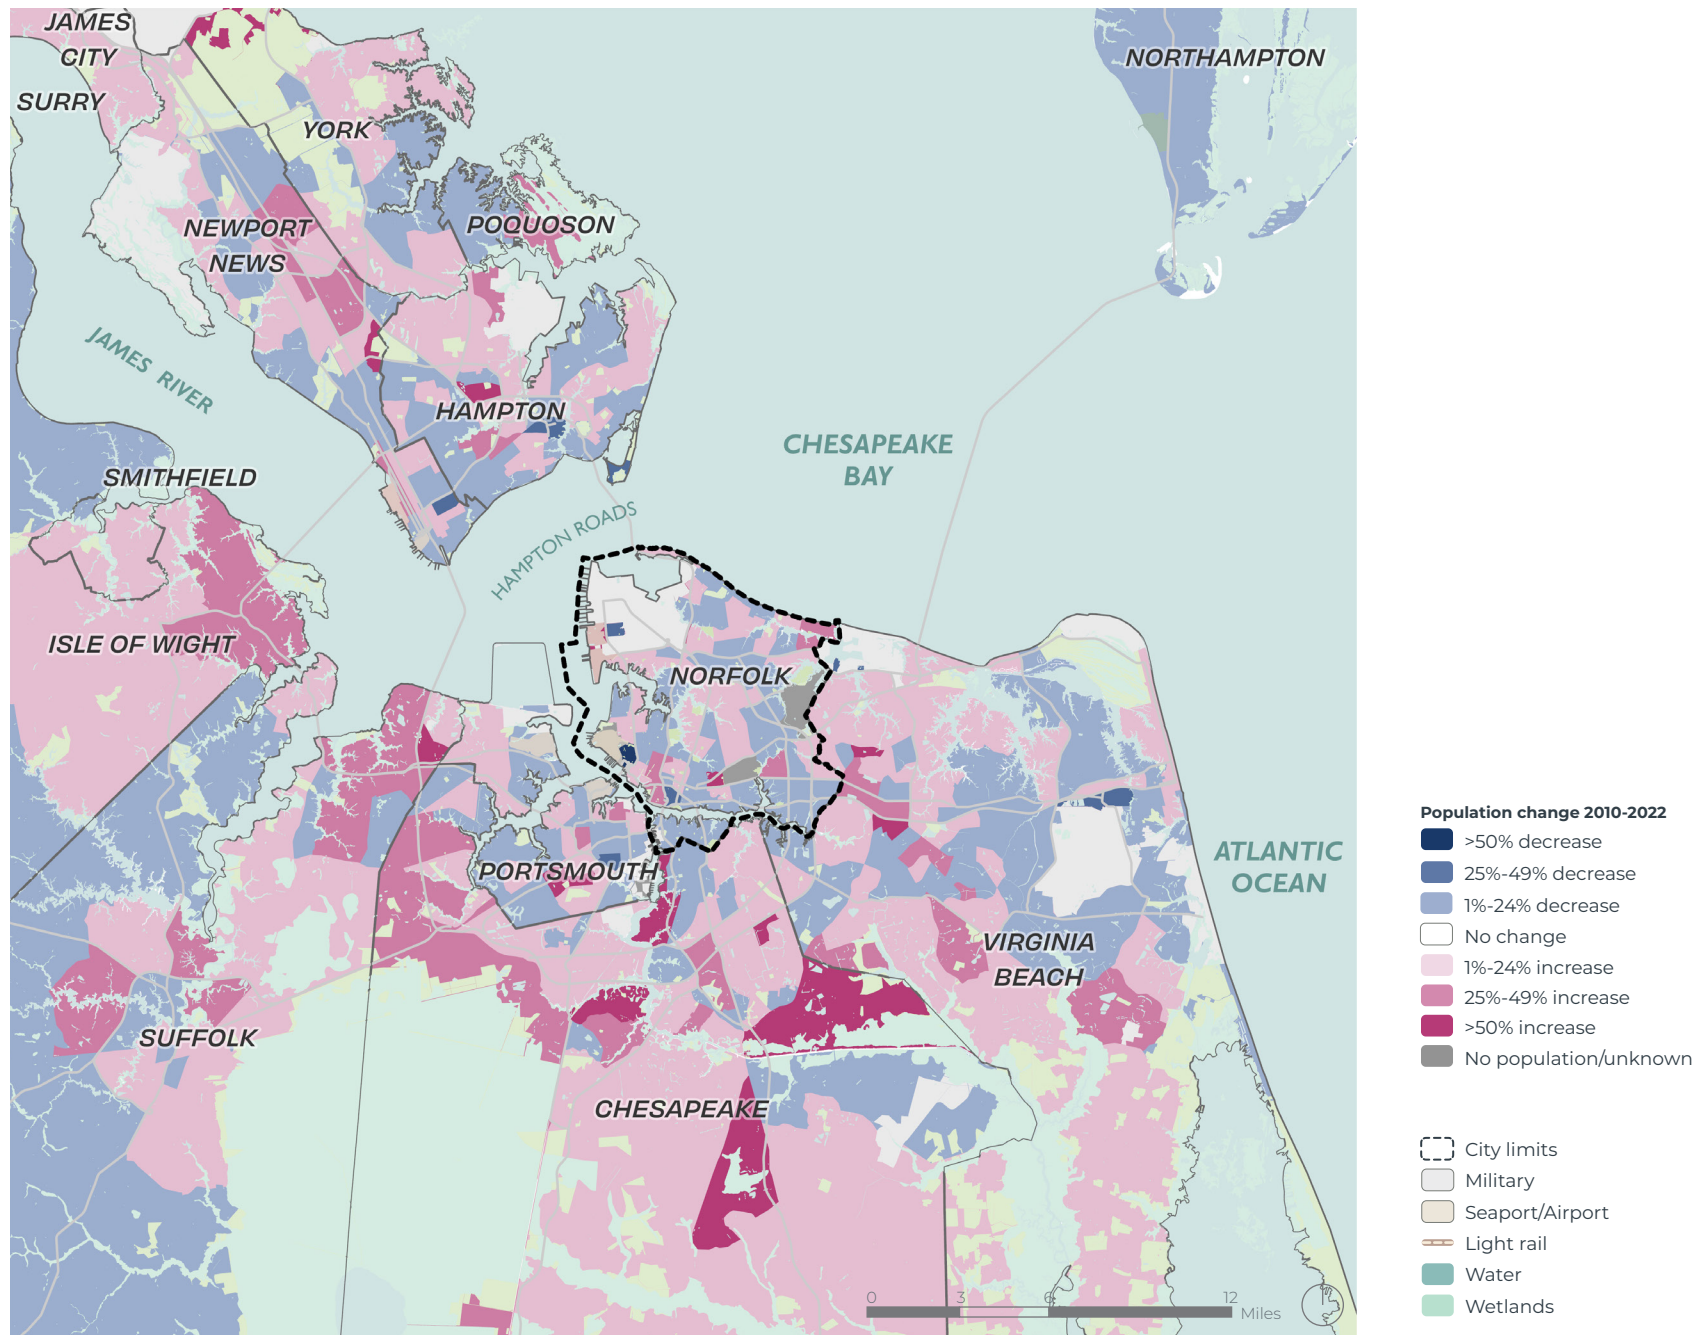 JAMES
CITY
SURRY
YORK
NORTHAMPTON
NEWPORT
NEWS
POQUOSON
JAMES RIVER
HAMPTON
CHESAPEAKE
BAY
SMITHFIELD
HAMPTON ROADS
ISLE OF WIGHT
NORFOLK
PORTSMOUTH
ATLANTIC
OCEAN
VIRGINIA
BEACH
SUFFOLK
CHESAPEAKE
0 3 6 12
Miles
Population change 2010-2022
>50% decrease
25%-49% decrease
1%-24% decrease
No change
1%-24% increase
25%-49% increase
>50% increase
No population/unknown
City limits
Military
Seaport/Airport
Light rail
Water
Wetlands